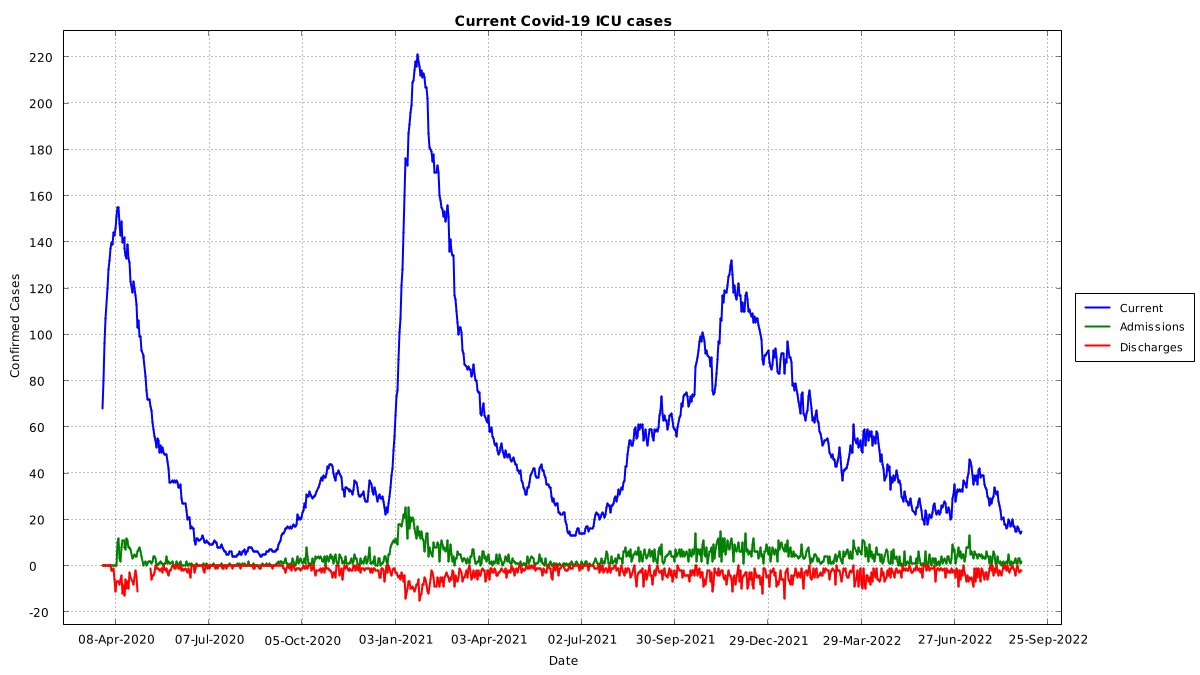 Current Covid-19 ICU cases
220
200
180
160
140
120
100
80
60
40
20
0
-20
Confirmed Cases
08-Apr-2020 07-Jul-2020 05-Oct-2020 03-Jan-2021 03-Apr-2021 02-Jul-2021 30-Sep-2021 29-Dec-2021 29-Mar-2022 27-Jun-2022 25-Sep-2022
Date
Current
Admissions
Discharges